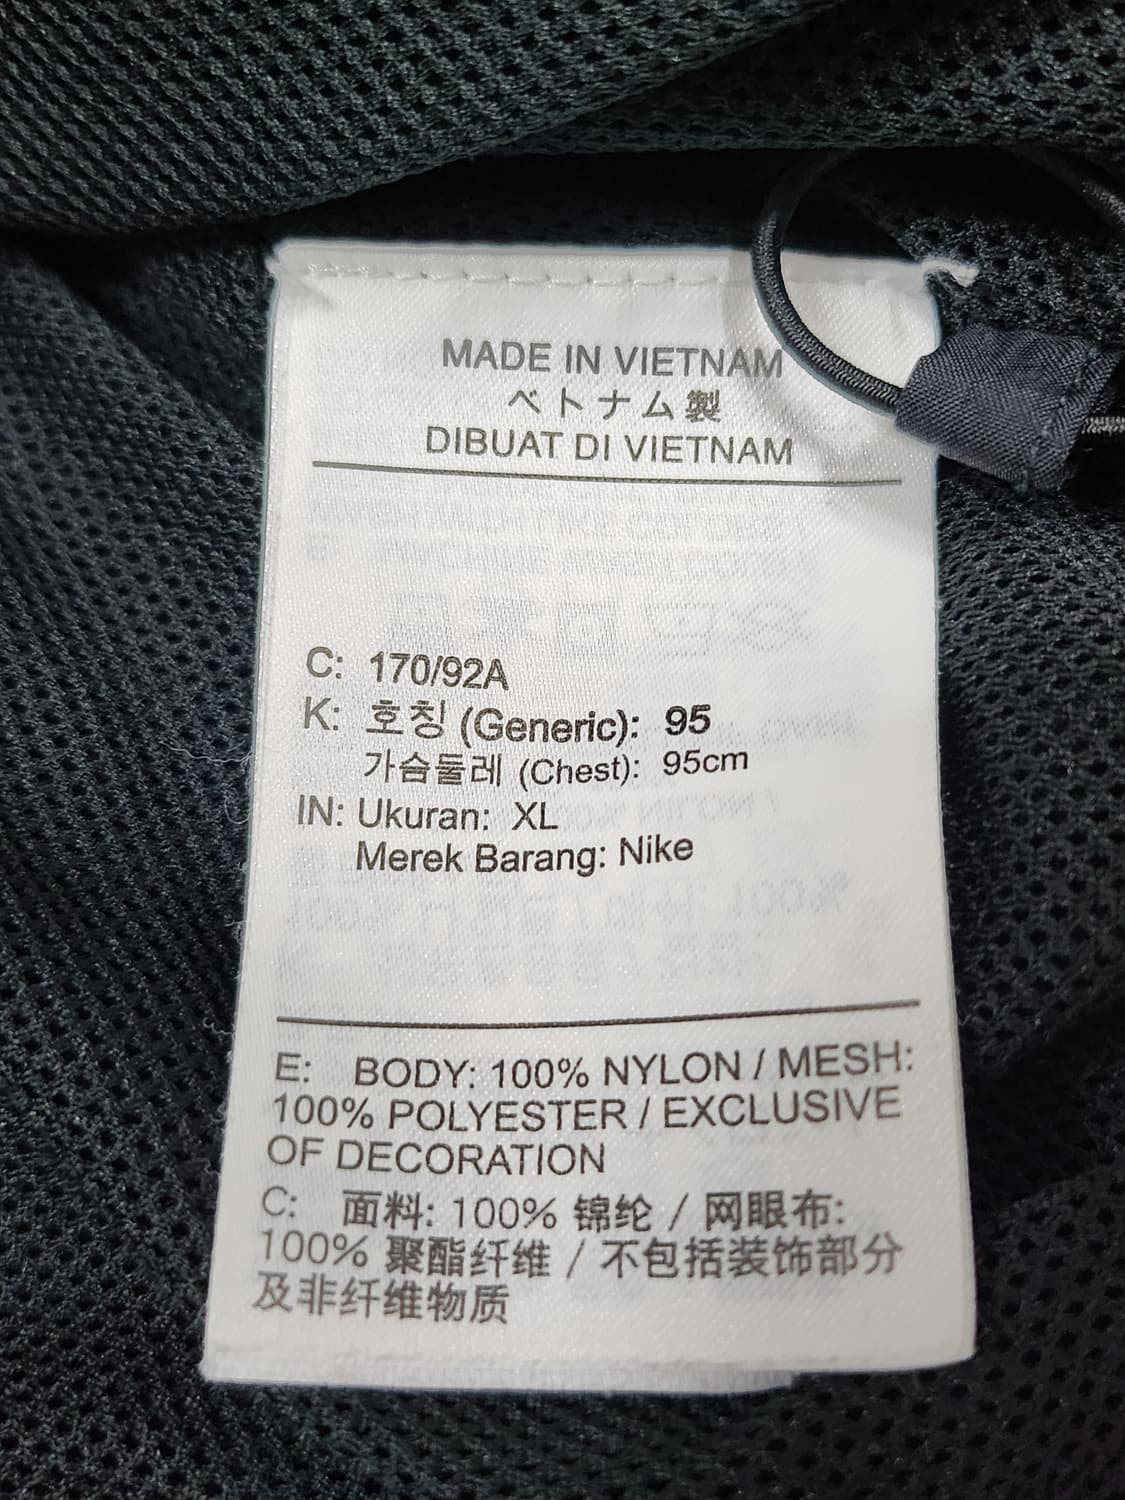 MADE IN VIETNAM
ベトナム製
DIBUAT DI VIETNAM
C: 170/92A
K: 호칭 (Generic): 95
가슴둘레 (Chest): 95cm
IN: Ukuran: XL
Merek Barang: Nike
E: BODY: 100% NYLON / MESH:
100% POLYESTER / EXCLUSIVE
OF DECORATION
C: 面料: 100% 锦纶 / 网眼布:
100% 聚酯纤维 / 不包括装饰部分
及非纤维物质